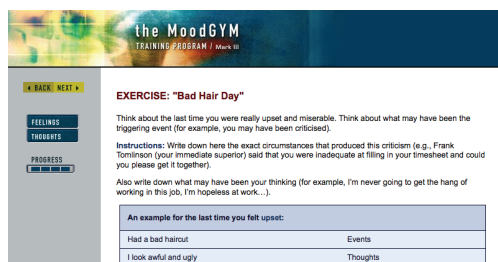 the MoodGYM
TRAINING PROGRAM / Mark III
BACK NEXT
FEELINGS
THOUGHTS
PROGRESS
EXERCISE: "Bad Hair Day"
Think about the last time you were really upset and miserable. Think about what may have been the
triggering event (for example, you may have been criticised).
Instructions: Write down here the exact circumstances that produced this criticism (e.g., Frank
Tomlinson (your immediate superior) said that you were inadequate at filling in your timesheet and could
you please get it together).
Also write down what may have been your thinking (for example, I'm never going to get the hang of
working in this job, I'm hopeless at work…).
An example for the last time you felt upset:
Had a bad haircut Events
I look awful and ugly Thoughts